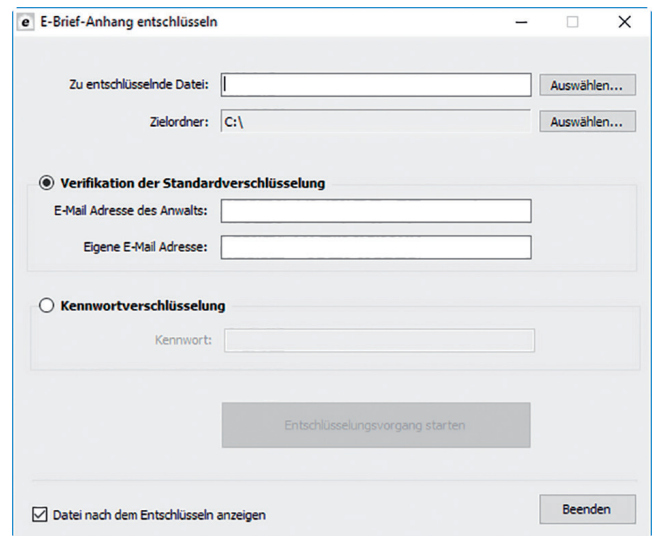 e E-Brief-Anhang entschlüsseln
Zu entschlüsselnde Datei: Auswählen...
Zielordner: C:\ Auswählen...
Verifikation der Standardverschlüsselung
E-Mail Adresse des Anwalts:
Eigene E-Mail Adresse:
Kennwortverschlüsselung
Kennwort:
Entschlüsselungsvorgang starten
Datei nach dem Entschlüsseln anzeigen
Beenden